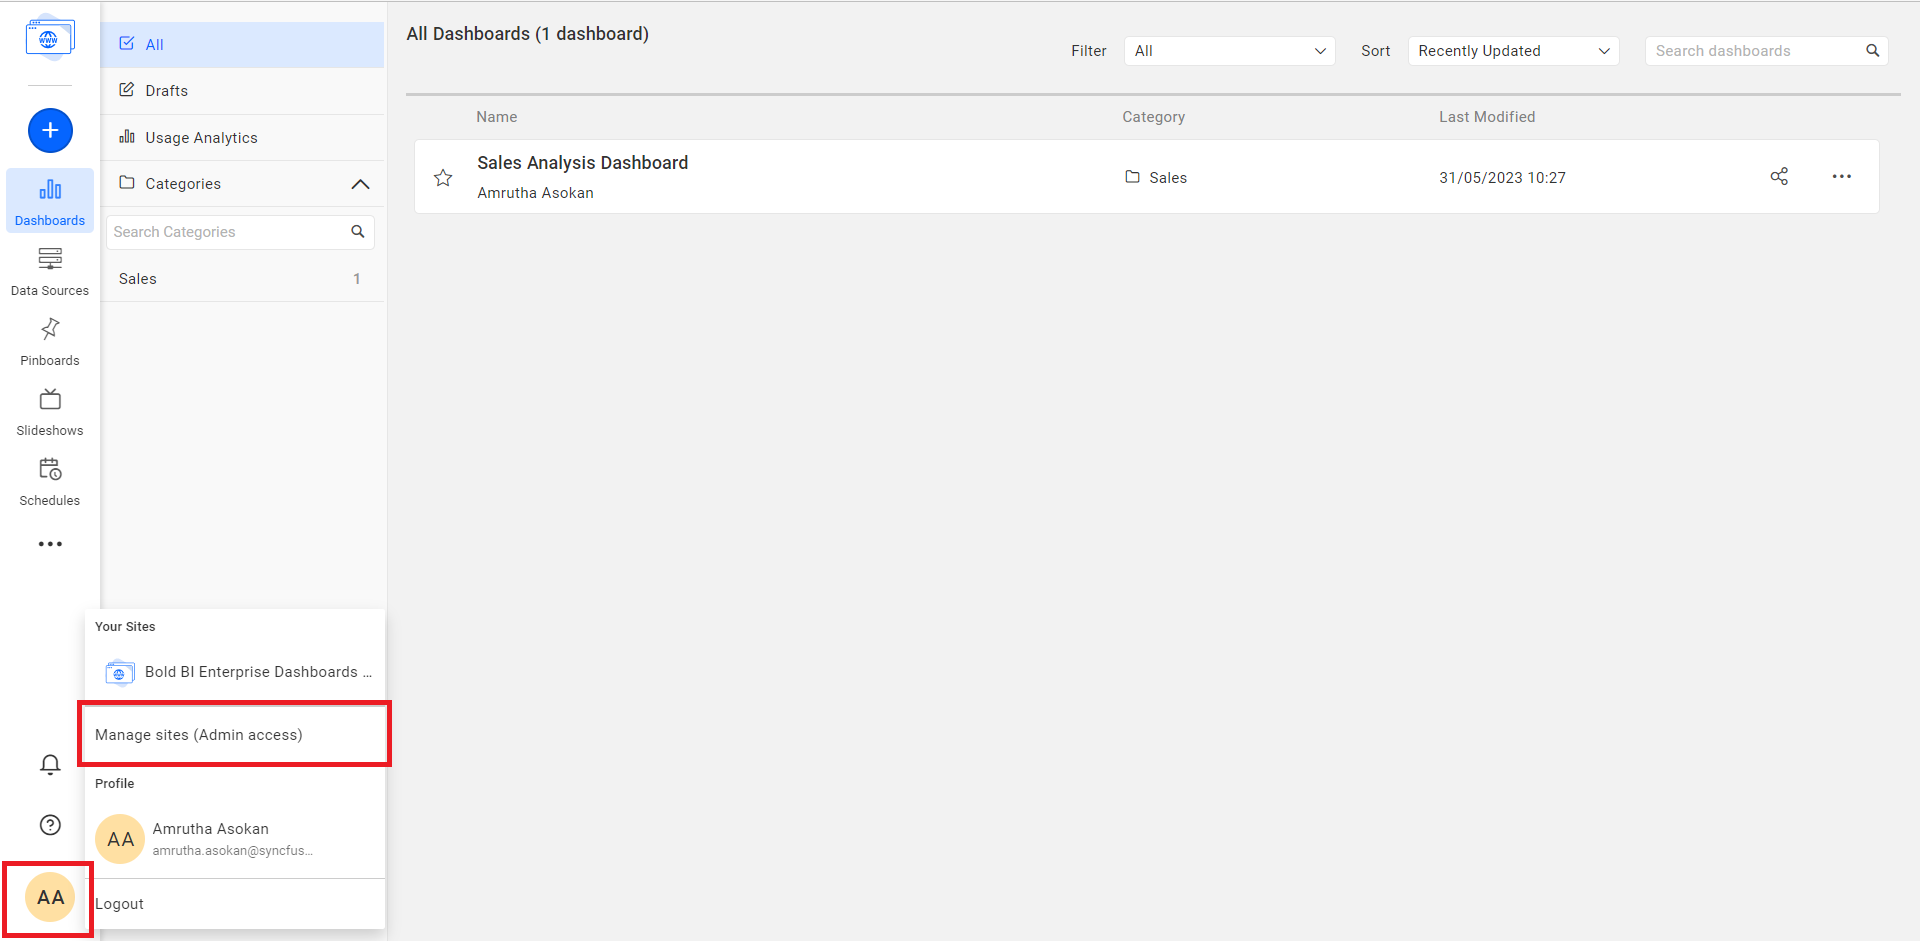 www
Dashboards
Data Sources
Pinboards
Slideshows
Schedules
All
Drafts
Usage Analytics
Categories
Search Categories
Sales 1
All Dashboards (1 dashboard)
Filter All Sort Recently Updated Search dashboards
Name Category Last Modified
Sales Analysis Dashboard
Amrutha Asokan
Sales 31/05/2023 10:27
Your Sites
Bold BI Enterprise Dashboards ...
Manage sites (Admin access)
Profile
AA Amrutha Asokan
amrutha.asokan@syncfus...
AA
Logout